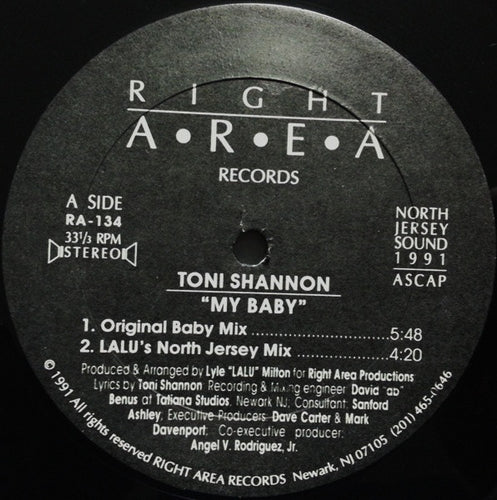 RIGHT
A•R•E•A
RECORDS
A SIDE
RA-134
33 1/3 RPM
STEREO
NORTH
JERSEY
SOUND
1991
ASCAP
TONI SHANNON
"MY BABY"
1. Original Baby Mix ........................5:48
2. LALU's North Jersey Mix ................4:20
Produced & Arranged by Lyle "LALU" Milton for Right Area Productions
Lyrics by Toni Shannon Recording & Mixing engineer: David
Benus at Tatiana Studios, Newark NJ, Consultant: Sanford
Ashley; Executive Producers: Dave Carter & Mark
Davenport; Co-executive producer:
Angel V. Rodriguez, Jr.
©1991 All rights reserved RIGHT AREA RECORDS Newark, NJ 07105 (201) 465-0646